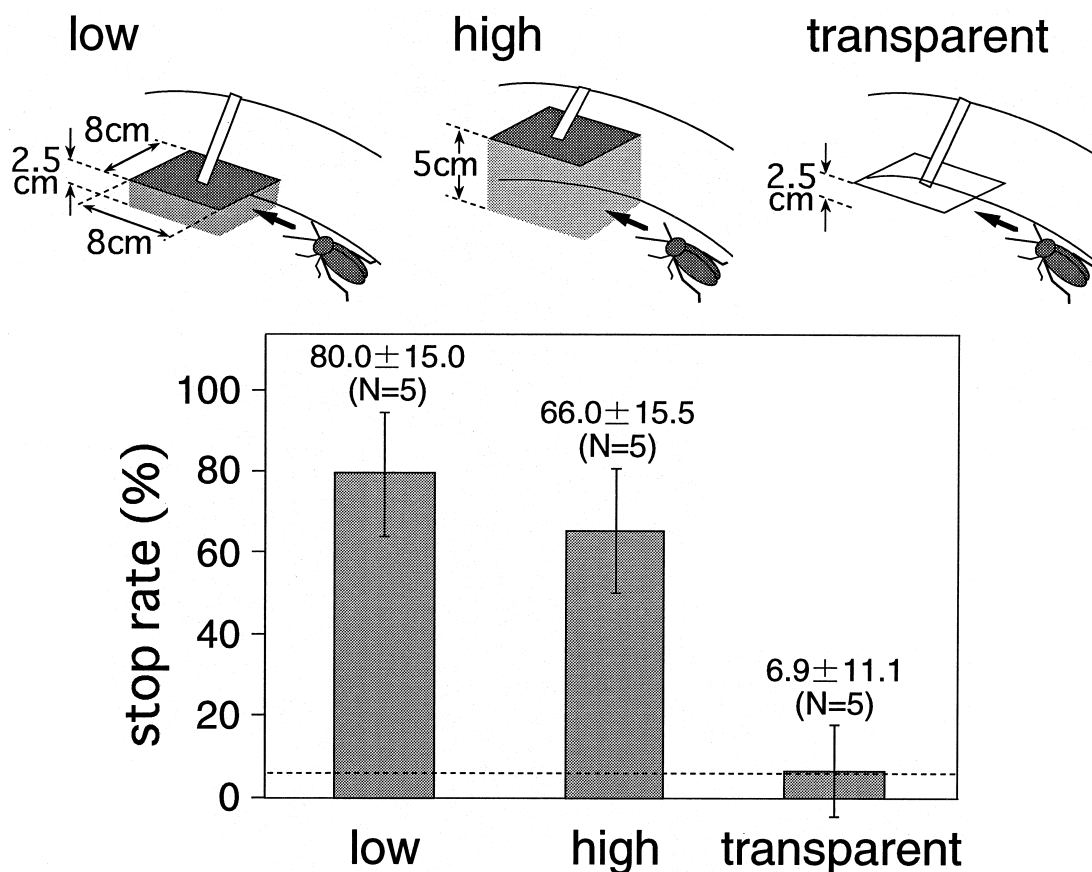 low
high
transparent
8cm
2.5
cm
8cm
5cm
2.5
cm
80.0±15.0
(N=5)
66.0±15.5
(N=5)
6.9±11.1
(N=5)
stop rate (%)
100
80
60
40
20
0
low
high
transparent